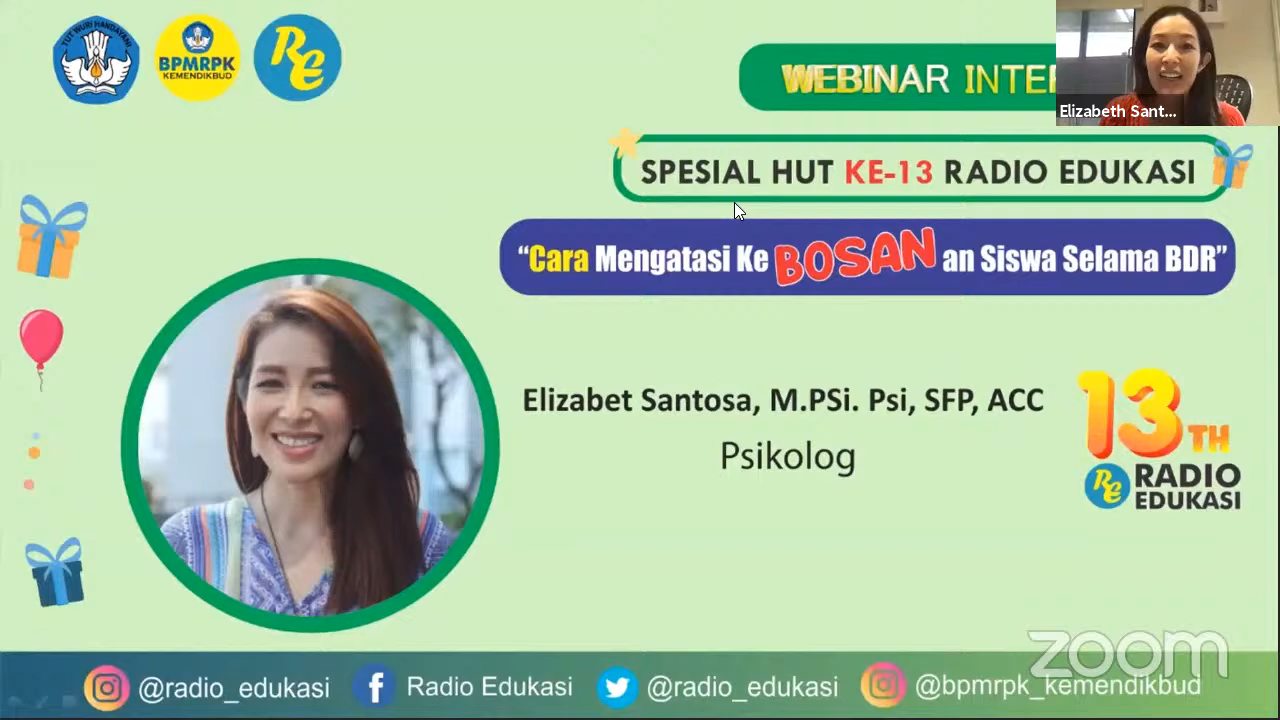 TUT WURI HANDAYANI
BPMRPK
KEMENDIKBUD
RE
WEBINAR INTER
Elizabeth Sant...
SPESIAL HUT KE-13 RADIO EDUKASI
“Cara Mengatasi Ke BOSAN an Siswa Selama BDR”
Elizabet Santosa, M.PSi. Psi, SFP, ACC
Psikolog
13TH
RE RADIO
EDUKASI
zoom
@radio_edukasi
Radio Edukasi
@radio_edukasi
@bpmrpk_kemendikbud